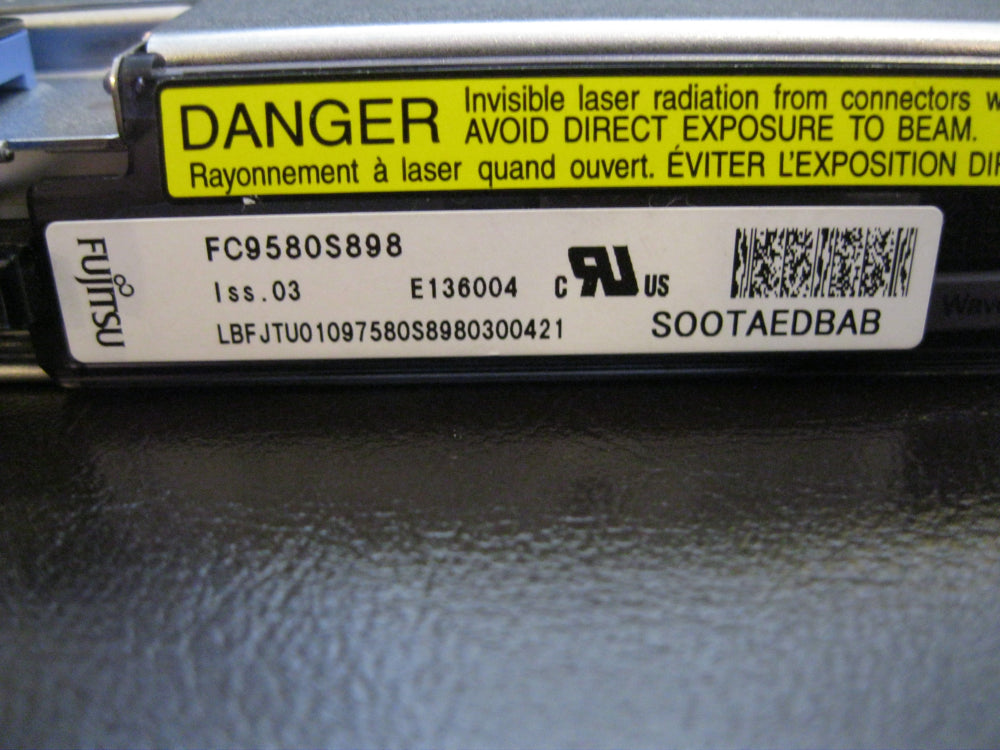 DANGER
Invisible laser radiation from connectors
AVOID DIRECT EXPOSURE TO BEAM.
Rayonnement à laser quand ouvert. ÉVITER L'EXPOSITION
FUJITSU
FC9580S898
Iss.03 E136004
C RU US
LBFJTU01097580S8980300421
SOOTAEDBAB